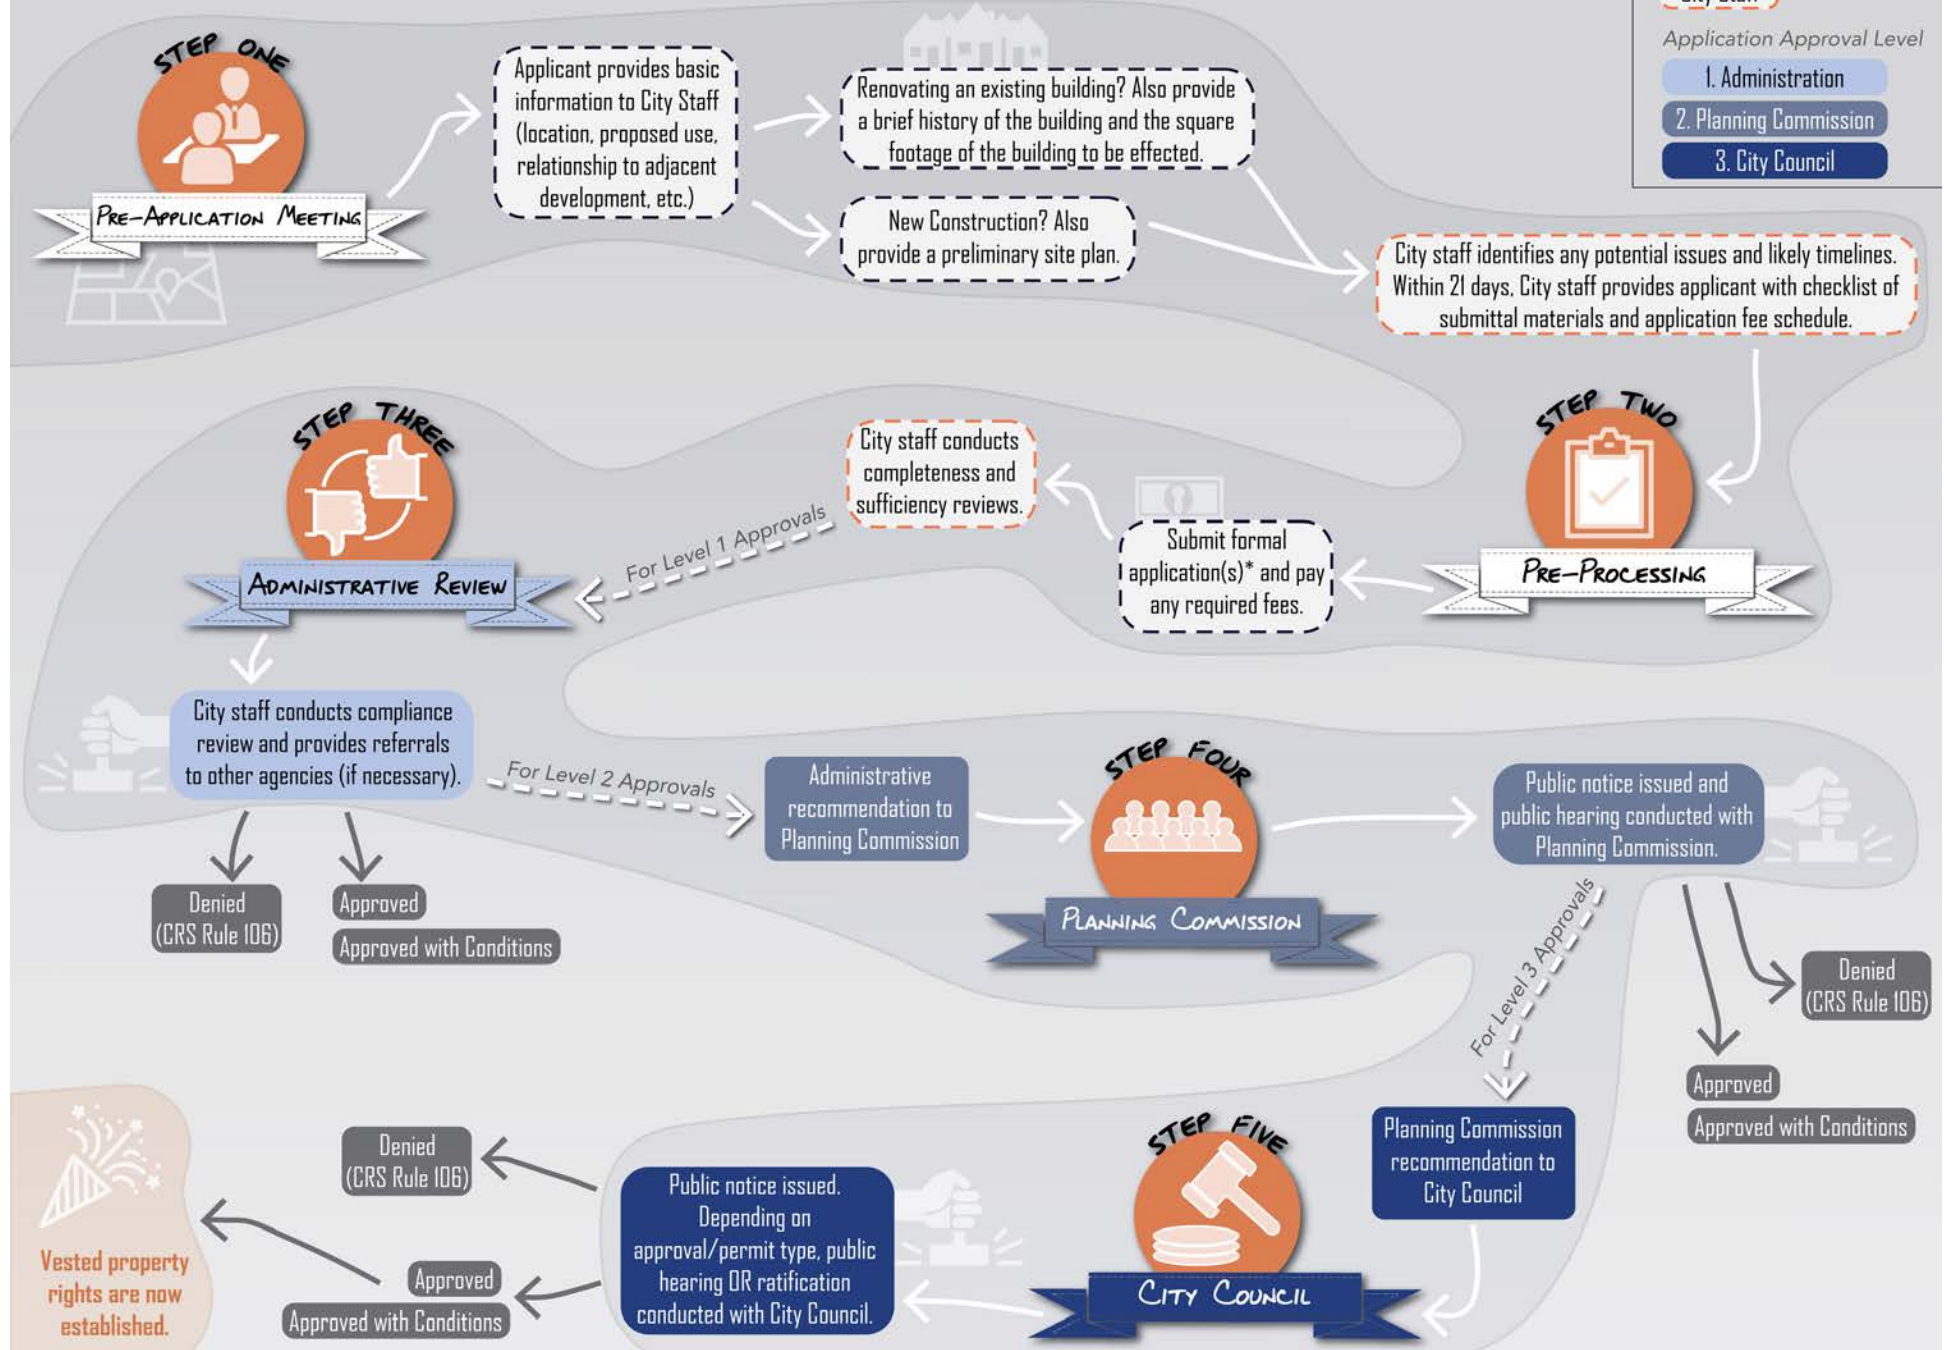 City Staff
Application Approval Level
1. Administration
2. Planning Commission
3. City Council
STEP ONE
PRE-APPLICATION MEETING
Applicant provides basic
information to City Staff
(location, proposed use,
relationship to adjacent
development, etc.)
Renovating an existing building? Also provide
a brief history of the building and the square
footage of the building to be effected.
New Construction? Also
provide a preliminary site plan.
City staff identifies any potential issues and likely timelines.
Within 21 days, City staff provides applicant with checklist of
submittal materials and application fee schedule.
STEP TWO
PRE-PROCESSING
Submit formal
application(s)* and pay
any required fees.
City staff conducts
completeness and
sufficiency reviews.
For Level 1 Approvals
STEP THREE
ADMINISTRATIVE REVIEW
City staff conducts compliance
review and provides referrals
to other agencies (if necessary).
Denied
(CRS Rule 106)
Approved
Approved with Conditions
For Level 2 Approvals
Administrative
recommendation to
Planning Commission
STEP FOUR
PLANNING COMMISSION
Public notice issued and
public hearing conducted with
Planning Commission.
Denied
(CRS Rule 106)
Approved
Approved with Conditions
For Level 3 Approvals
Planning Commission
recommendation to
City Council
STEP FIVE
CITY COUNCIL
Public notice issued.
Depending on
approval/permit type, public
hearing OR ratification
conducted with City Council.
Denied
(CRS Rule 106)
Approved
Approved with Conditions
Vested property
rights are now
established.